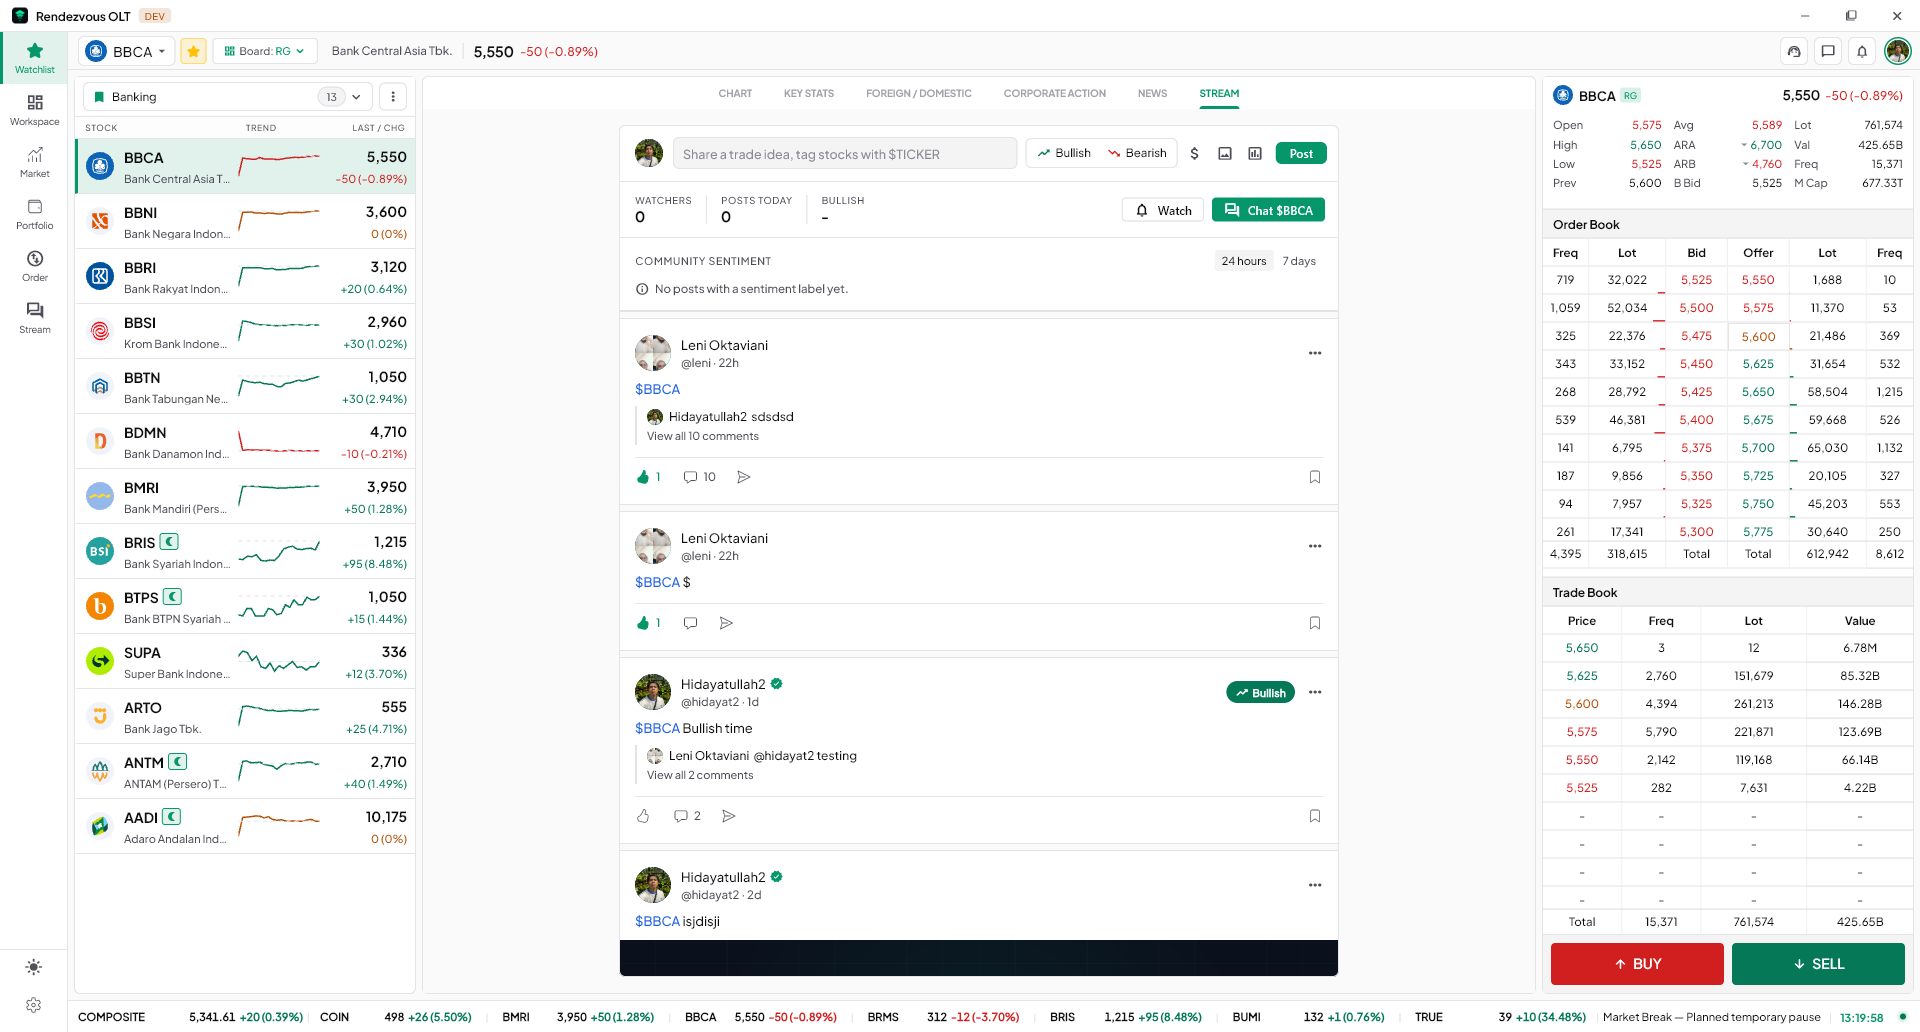 Rendezvous OLT DEV
BBCA Board: RG Bank Central Asia Tbk. 5,550 -50 (-0.89%)
Watchlist
Workspace
Market
Portfolio
Order
Stream
Banking 13
STOCK TREND LAST / CHG
BBCA 5,550
Bank Central Asia T... -50 (-0.89%)
BBNI 3,600
Bank Negara Indon... 0 (0%)
BBRI 3,120
Bank Rakyat Indon... +20 (0.64%)
BBSI 2,960
Krom Bank Indone... +30 (1.02%)
BBTN 1,050
Bank Tabungan Ne... +30 (2.94%)
BDMN 4,710
Bank Danamon Ind... -10 (-0.21%)
BMRI 3,950
Bank Mandiri (Pers... +50 (1.28%)
BSI BRIS 1,215
Bank Syariah Indon... +95 (8.48%)
BTPS 1,050
Bank BTPN Syariah ... +15 (1.44%)
SUPA 336
Super Bank Indone... +12 (3.70%)
ARTO 555
Bank Jago Tbk. +25 (4.71%)
ANTM 2,710
ANTAM (Persero) T... +40 (1.49%)
AADI 10,175
Adaro Andalan Ind... 0 (0%)
CHART KEY STATS FOREIGN / DOMESTIC CORPORATE ACTION NEWS STREAM
Share a trade idea, tag stocks with $TICKER Bullish Bearish $ Post
WATCHERS POSTS TODAY BULLISH
0 0 - Watch Chat $BBCA
COMMUNITY SENTIMENT 24 hours 7 days
No posts with a sentiment label yet.
Leni Oktaviani
@leni · 22h
$BBCA
Hidayatullah2 sdsdsd
View all 10 comments
1 10
Leni Oktaviani
@leni · 22h
$BBCA $
1
Hidayatullah2 Bullish
@hidayat2 · 1d
$BBCA Bullish time
Leni Oktaviani @hidayat2 testing
View all 2 comments
2
Hidayatullah2
@hidayat2 · 2d
$BBCA isjdisji
BBCA RG 5,550 -50 (-0.89%)
Open 5,575 Avg 5,589 Lot 761,574
High 5,650 ARA 6,700 Val 425.65B
Low 5,525 ARB 4,760 Freq 15,371
Prev 5,600 B Bid 5,525 M Cap 677.33T
Order Book
Freq Lot Bid Offer Lot Freq
719 32,022 5,525 5,550 1,688 10
1,059 52,034 5,500 5,575 11,370 53
325 22,376 5,475 5,600 21,486 369
343 33,152 5,450 5,625 31,654 532
268 28,792 5,425 5,650 58,504 1,215
539 46,381 5,400 5,675 59,668 526
141 6,795 5,375 5,700 65,030 1,132
187 9,856 5,350 5,725 20,105 327
94 7,957 5,325 5,750 45,203 553
261 17,341 5,300 5,775 30,640 250
4,395 318,615 Total Total 612,942 8,612
Trade Book
Price Freq Lot Value
5,650 3 12 6.78M
5,625 2,760 151,679 85.32B
5,600 4,394 261,213 146.28B
5,575 5,790 221,871 123.69B
5,550 2,142 119,168 66.14B
5,525 282 7,631 4.22B
- - - -
- - - -
- - - -
- - - -
Total 15,371 761,574 425.65B
BUY SELL
COMPOSITE 5,341.61 +20 (0.39%) COIN 498 +26 (5.50%) BMRI 3,950 +50 (1.28%) BBCA 5,550 -50 (-0.89%) BRMS 312 -12 (-3.70%) BRIS 1,215 +95 (8.48%) BUMI 132 +1 (0.76%) TRUE 39 +10 (34.48%) Market Break — Planned temporary pause 13:19:58